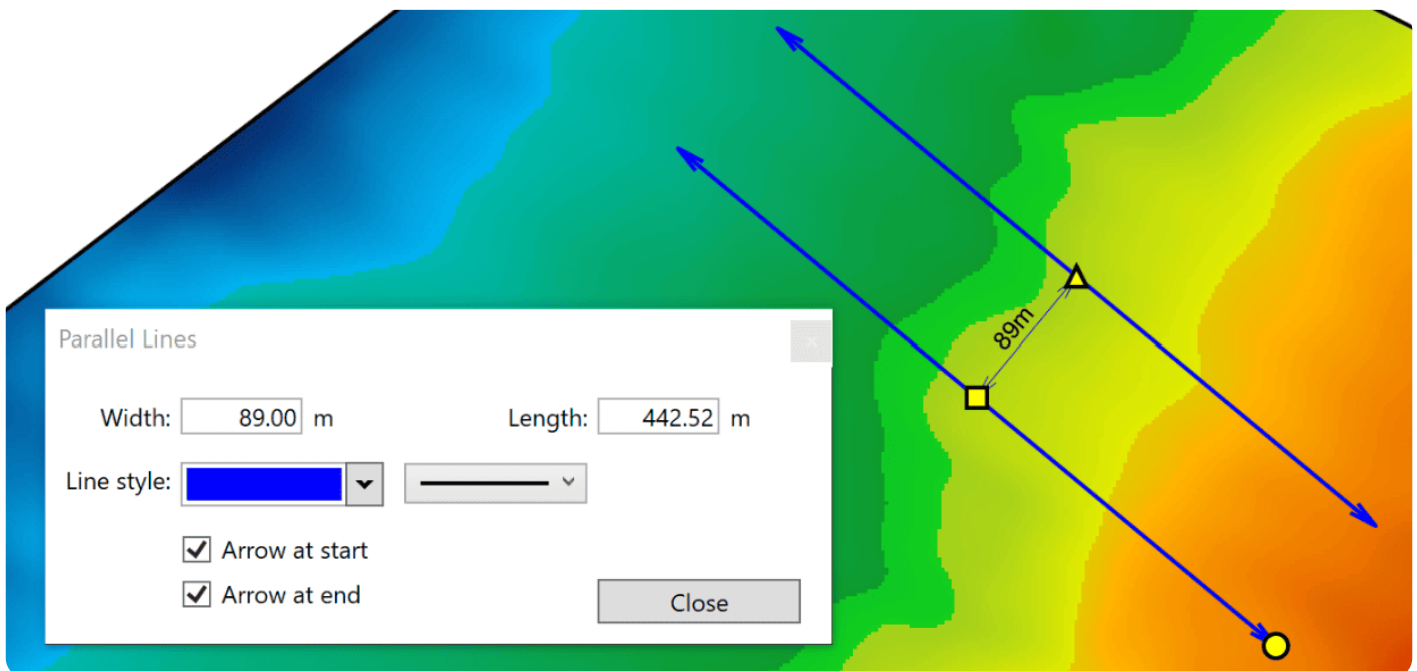 89m
Parallel Lines
x
Width: 89.00 m Length: 442.52 m
Line style:
Arrow at start
Arrow at end
Close